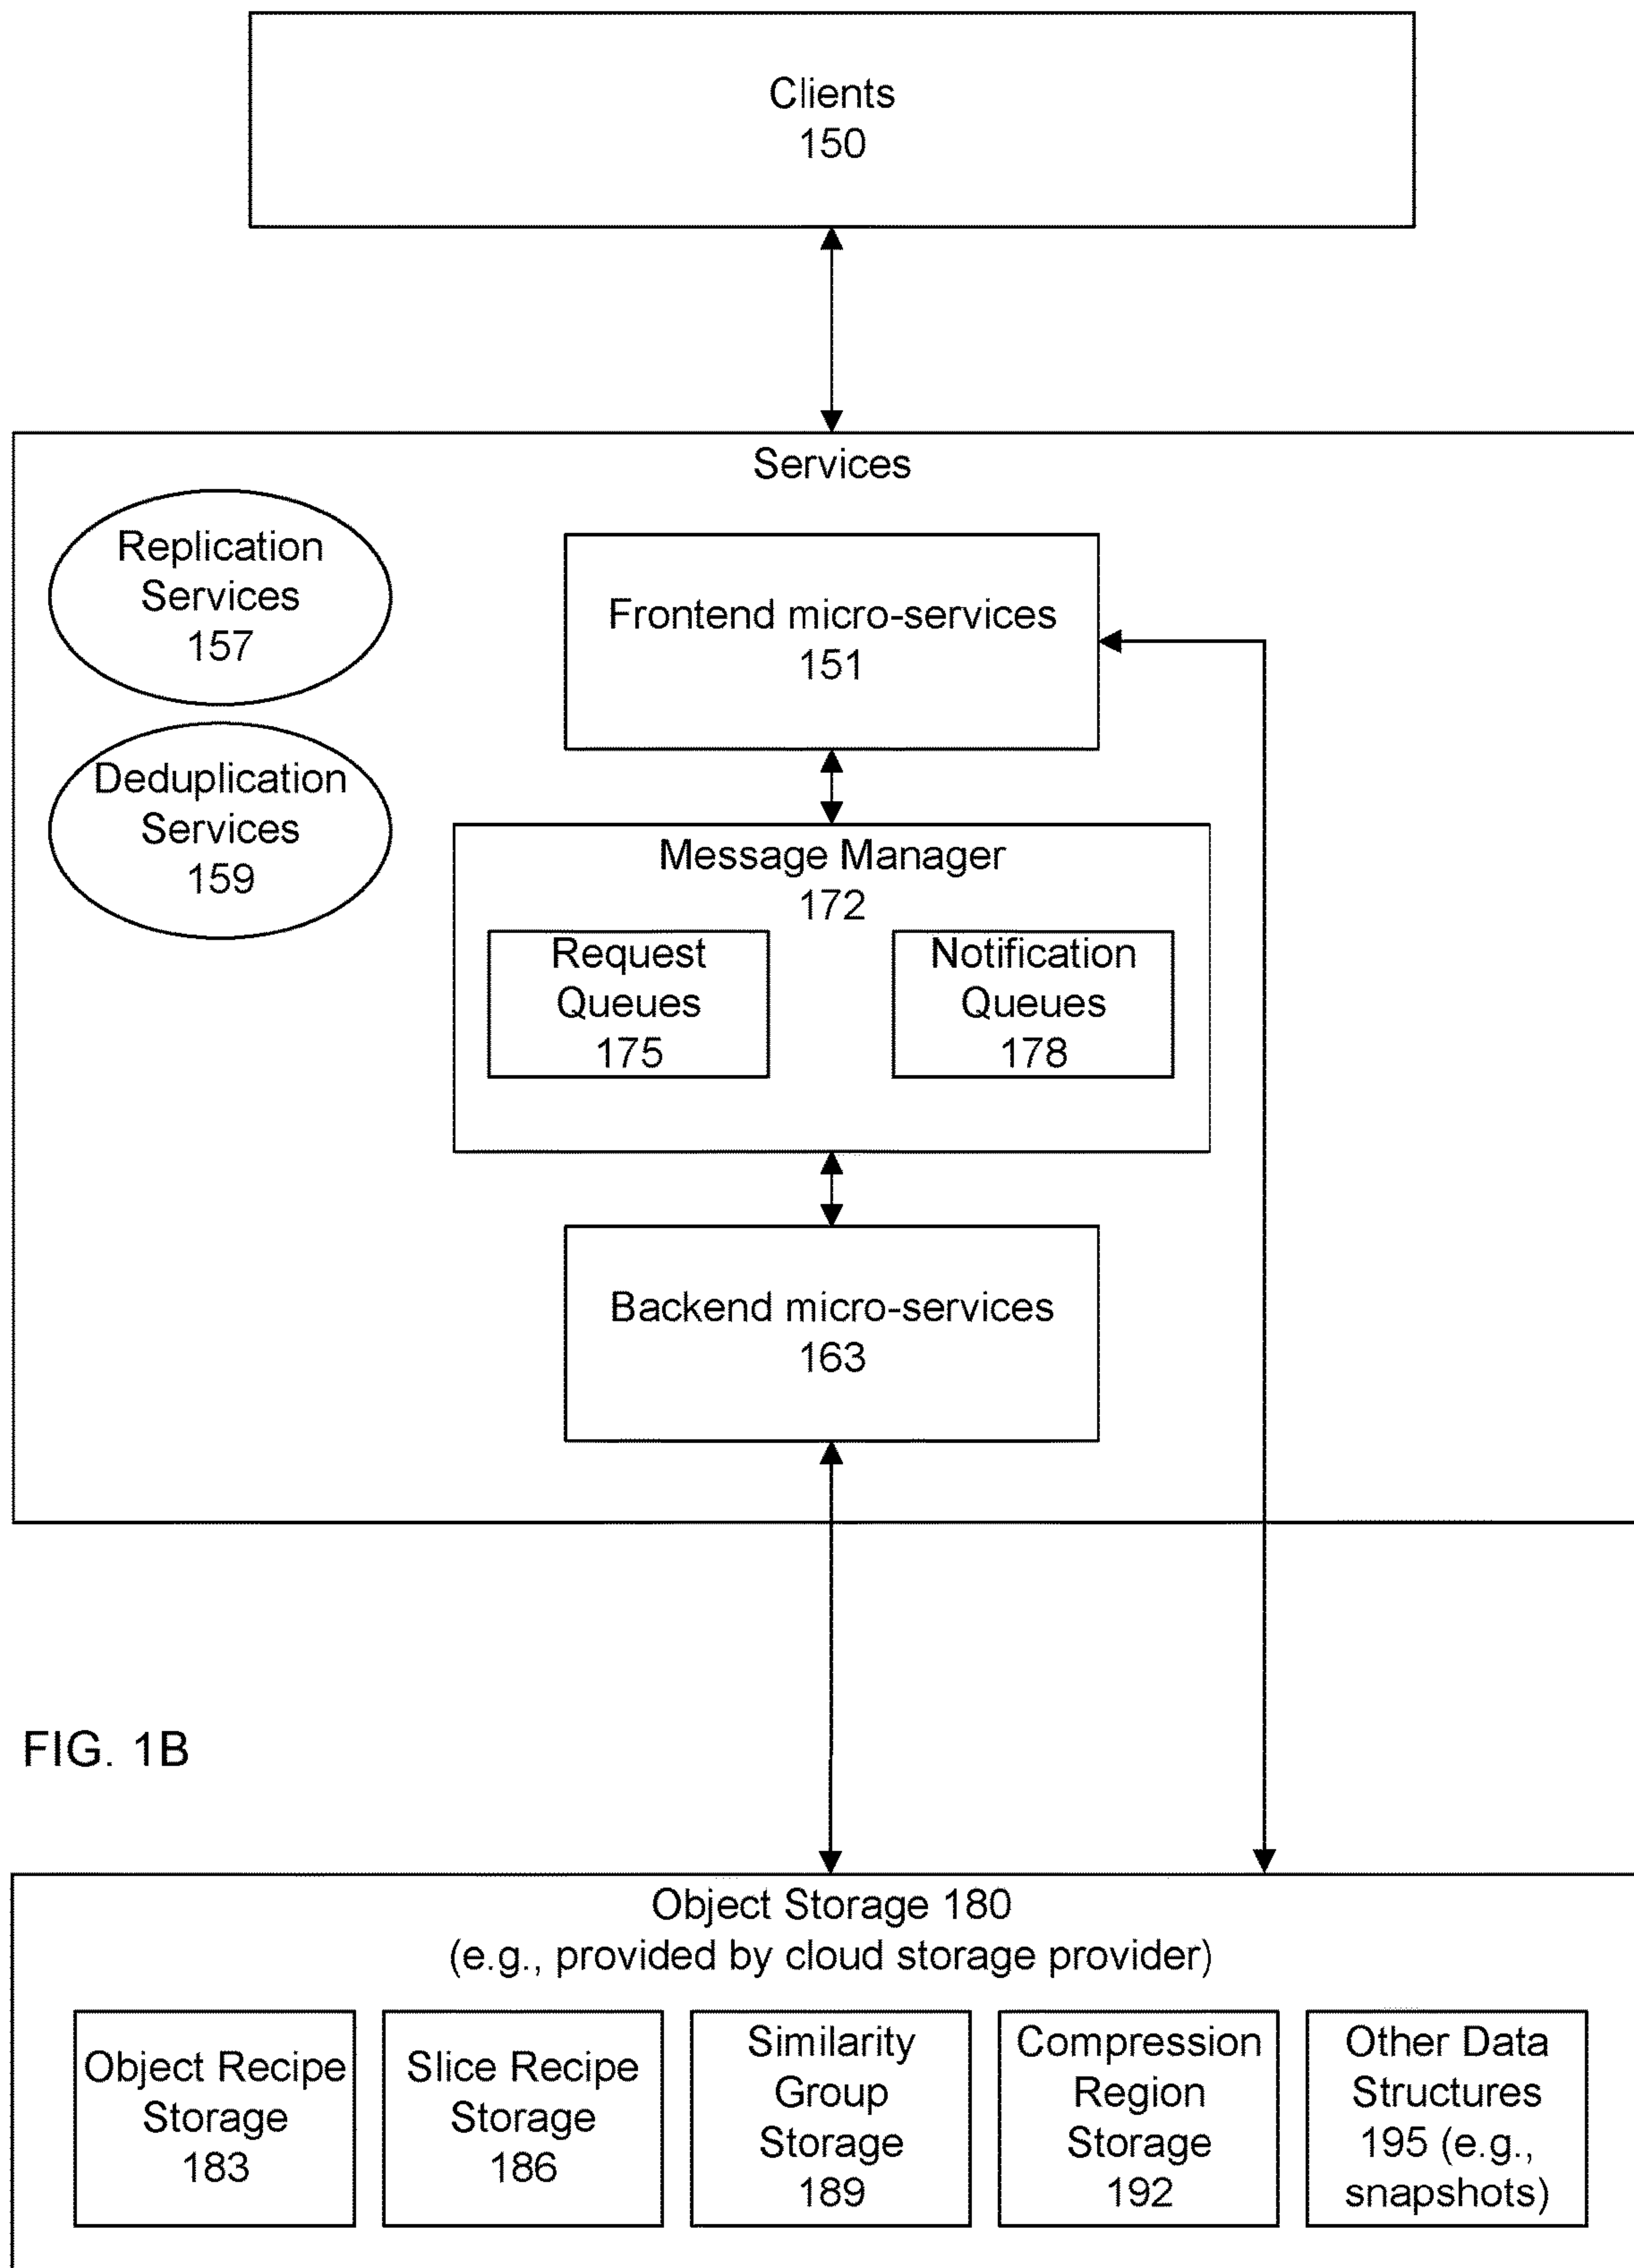 Clients
150
Services
Replication
Services
157
Deduplication
Services
159
Frontend micro-services
151
Message Manager
172
Request
Queues
175
Notification
Queues
178
Backend micro-services
163
FIG. 1B
Object Storage 180
(e.g., provided by cloud storage provider)
Object Recipe
Storage
183
Slice Recipe
Storage
186
Similarity
Group
Storage
189
Compression
Region
Storage
192
Other Data
Structures
195 (e.g.,
snapshots)